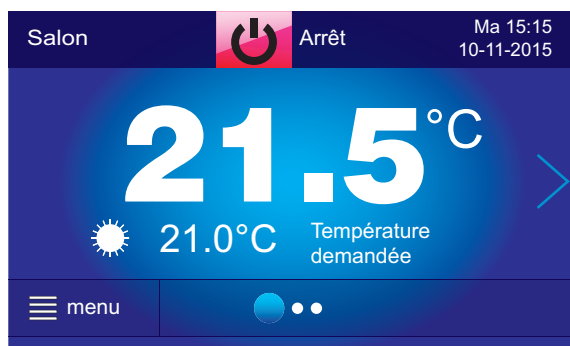 Salon
Arrêt
Ma 15:15
10-11-2015
21.5°C
21.0°C
Température
demandée
menu